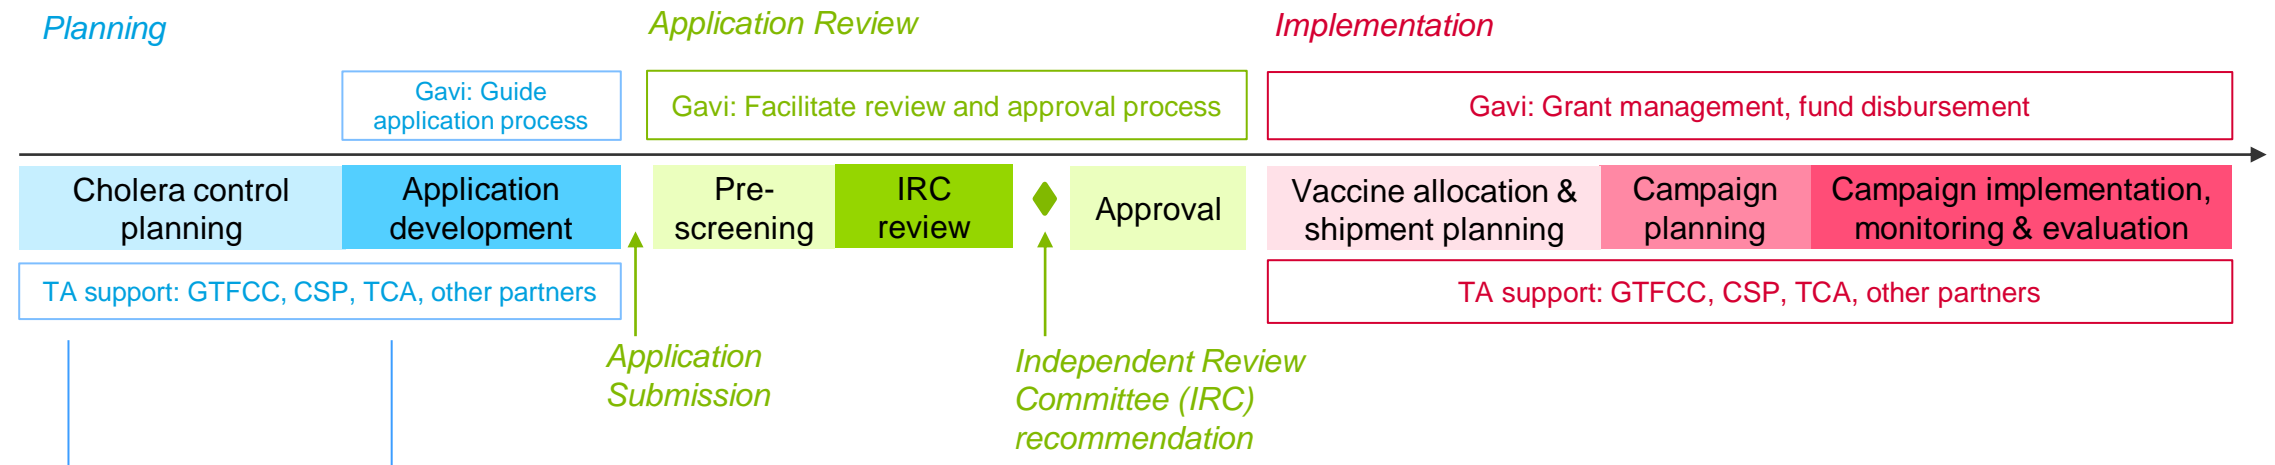 Planning
Application Review
Implementation
Gavi: Guide
application process
Gavi: Facilitate review and approval process
Gavi: Grant management, fund disbursement
Cholera control
planning
Application
development
Pre-
screening
IRC
review
Approval
Vaccine allocation &
shipment planning
Campaign
planning
Campaign implementation,
monitoring & evaluation
TA support: GTFCC, CSP, TCA, other partners
TA support: GTFCC, CSP, TCA, other partners
Application
Submission
Independent Review
Committee (IRC)
recommendation